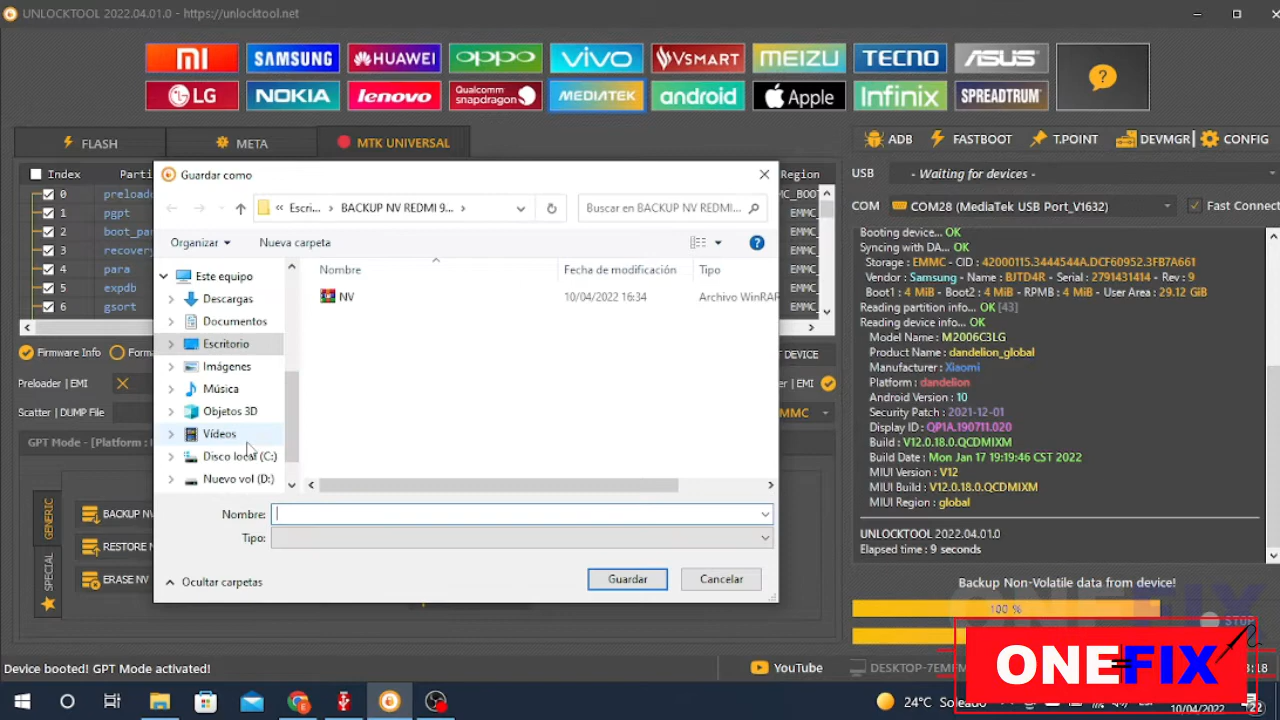 UNLOCKTOOL 2022.04.01.0 - https://unlocktool.net
mi SAMSUNG HUAWEI oppo vivo VSMART MEIZU TECNO ASUS
LG NOKIA lenovo Qualcomm snapdragon MEDIATEK android Apple Infinix SPREADTRUM
?
FLASH META MTK UNIVERSAL
ADB FASTBOOT T.POINT DEVMGR CONFIG
Index Parti Region
0 preload
1 pgpt EMMC_
2 boot_par EMMC_
3 recovery EMMC_
4 para EMMC_
5 expdb EMMC_
6 gsort EMMC_
Firmware Info Forma DEVICE
Preloader | EMI
Scatter | DUMP File
GPT Mode - [Platform :
GENERIC
SPECIAL
BACKUP NV
RESTORE N
ERASE NV
Guardar como
« Escri... › BACKUP NV REDMI 9... ›
Buscar en BACKUP NV REDMI...
Organizar Nueva carpeta
Este equipo
Descargas
Documentos
Escritorio
Imágenes
Música
Objetos 3D
Vídeos
Disco local (C:)
Nuevo vol (D:)
Nombre Fecha de modificación Tipo
NV 10/04/2022 16:34 Archivo WinRAR
Nombre:
Tipo:
Ocultar carpetas
Guardar Cancelar
USB - Waiting for devices -
COM COM28 (MediaTek USB Port_V1632) Fast Connect
Booting device... OK
Syncing with DA... OK
Storage : EMMC - CID : 42000115.3444544A.DCF60952.3FB7A661
Vendor : Samsung - Name : BJTD4R - Serial : 2791431414 - Rev : 9
Boot1 : 4 MiB - Boot2 : 4 MiB - RPMB : 4 MiB - User Area : 29.12 GiB
Reading partition info... OK [43]
Reading device info... OK
Model Name : M2006C3LG
Product Name : dandelion_global
Manufacturer : Xiaomi
Platform : dandelion
Android Version : 10
Security Patch : 2021-12-01
Display ID : QP1A.190711.020
Build : V12.0.18.0.QCDMIXM
Build Date : Mon Jan 17 19:19:46 CST 2022
MIUI Version : V12
MIUI Build : V12.0.18.0.QCDMIXM
MIUI Region : global
UNLOCKTOOL 2022.04.01.0
Elapsed time : 9 seconds
Backup Non-Volatile data from device!
100 %
STOP
ONEFIX
Device booted! GPT Mode activated!
YouTube
24°C Soleado
10/04/2022
22